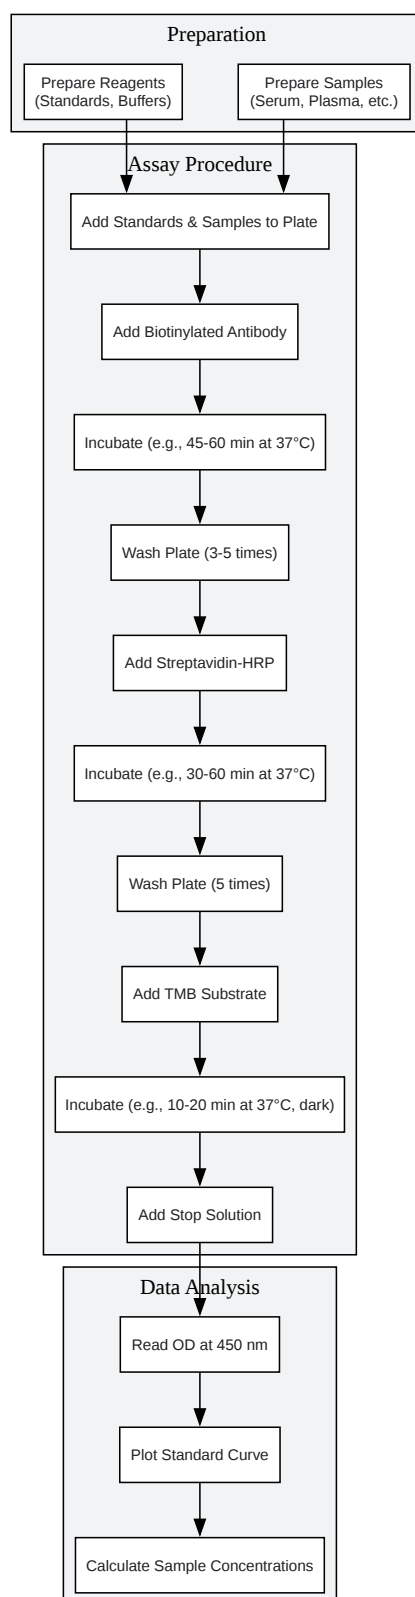 Preparation
Prepare Reagents
(Standards, Buffers)
Prepare Samples
(Serum, Plasma, etc.)
Assay Procedure
Add Standards & Samples to Plate
Add Biotinylated Antibody
Incubate (e.g., 45-60 min at 37°C)
Wash Plate (3-5 times)
Add Streptavidin-HRP
Incubate (e.g., 30-60 min at 37°C)
Wash Plate (5 times)
Add TMB Substrate
Incubate (e.g., 10-20 min at 37°C, dark)
Add Stop Solution
Data Analysis
Read OD at 450 nm
Plot Standard Curve
Calculate Sample Concentrations